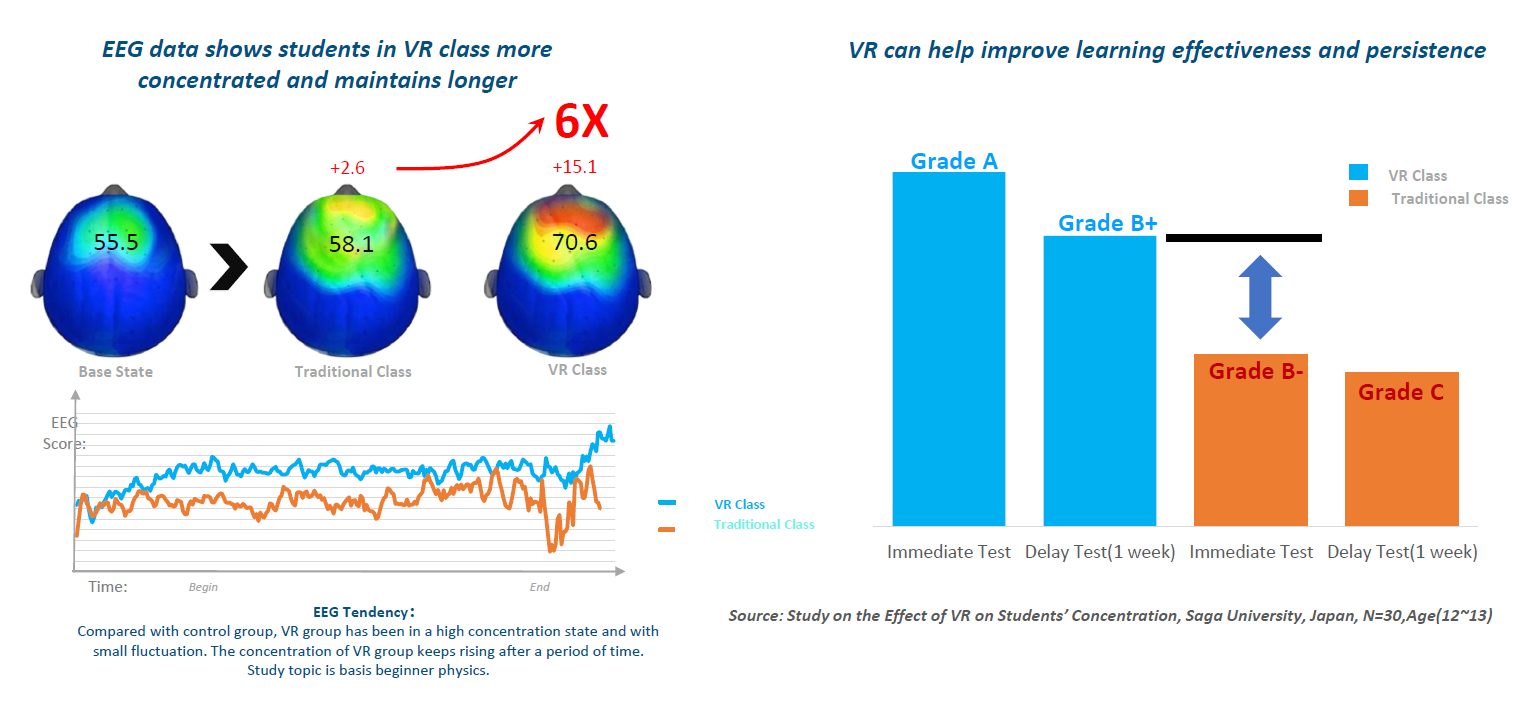 EEG data shows students in VR class more
concentrated and maintains longer
6X
+2.6
+15.1
55.5
58.1
70.6
Base State
Traditional Class
VR Class
EEG
Score:
VR Class
Traditional Class
Time:
Begin
End
EEG Tendency:
Compared with control group, VR group has been in a high concentration state and with
small fluctuation. The concentration of VR group keeps rising after a period of time.
Study topic is basis beginner physics.
VR can help improve learning effectiveness and persistence
Grade A
Grade B+
Grade B-
Grade C
VR Class
Traditional Class
Immediate Test
Delay Test(1 week)
Immediate Test
Delay Test(1 week)
Source: Study on the Effect of VR on Students’ Concentration, Saga University, Japan, N=30,Age(12~13)